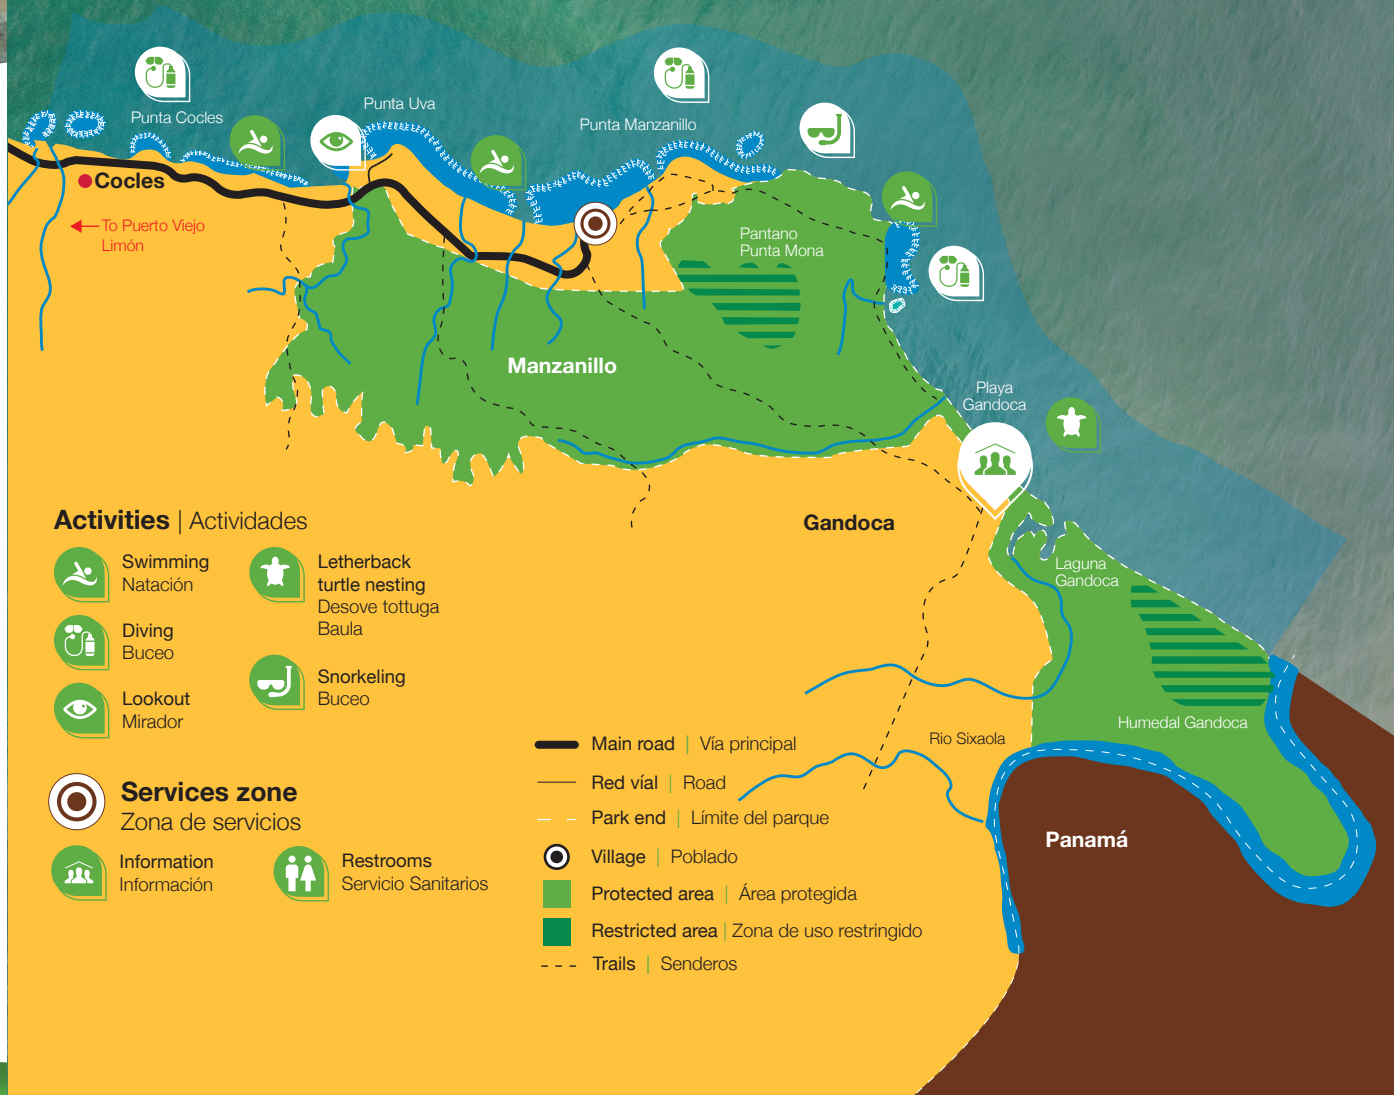 Punta Cocles
Punta Uva
Punta Manzanillo
Cocles
To Puerto Viejo
Limón
Pantano
Punta Mona
Manzanillo
Playa
Gandoca
Gandoca
Laguna
Gandoca
Humedal Gandoca
Rio Sixaola
Panamá
Activities | Actividades
Swimming
Natación
Diving
Buceo
Lookout
Mirador
Letherback
turtle nesting
Desove tottuga
Baula
Snorkeling
Buceo
Services zone
Zona de servicios
Information
Información
Restrooms
Servicio Sanitarios
Main road | Vía principal
Red víal | Road
Park end | Límite del parque
Village | Poblado
Protected area | Área protegida
Restricted area | Zona de uso restringido
Trails | Senderos